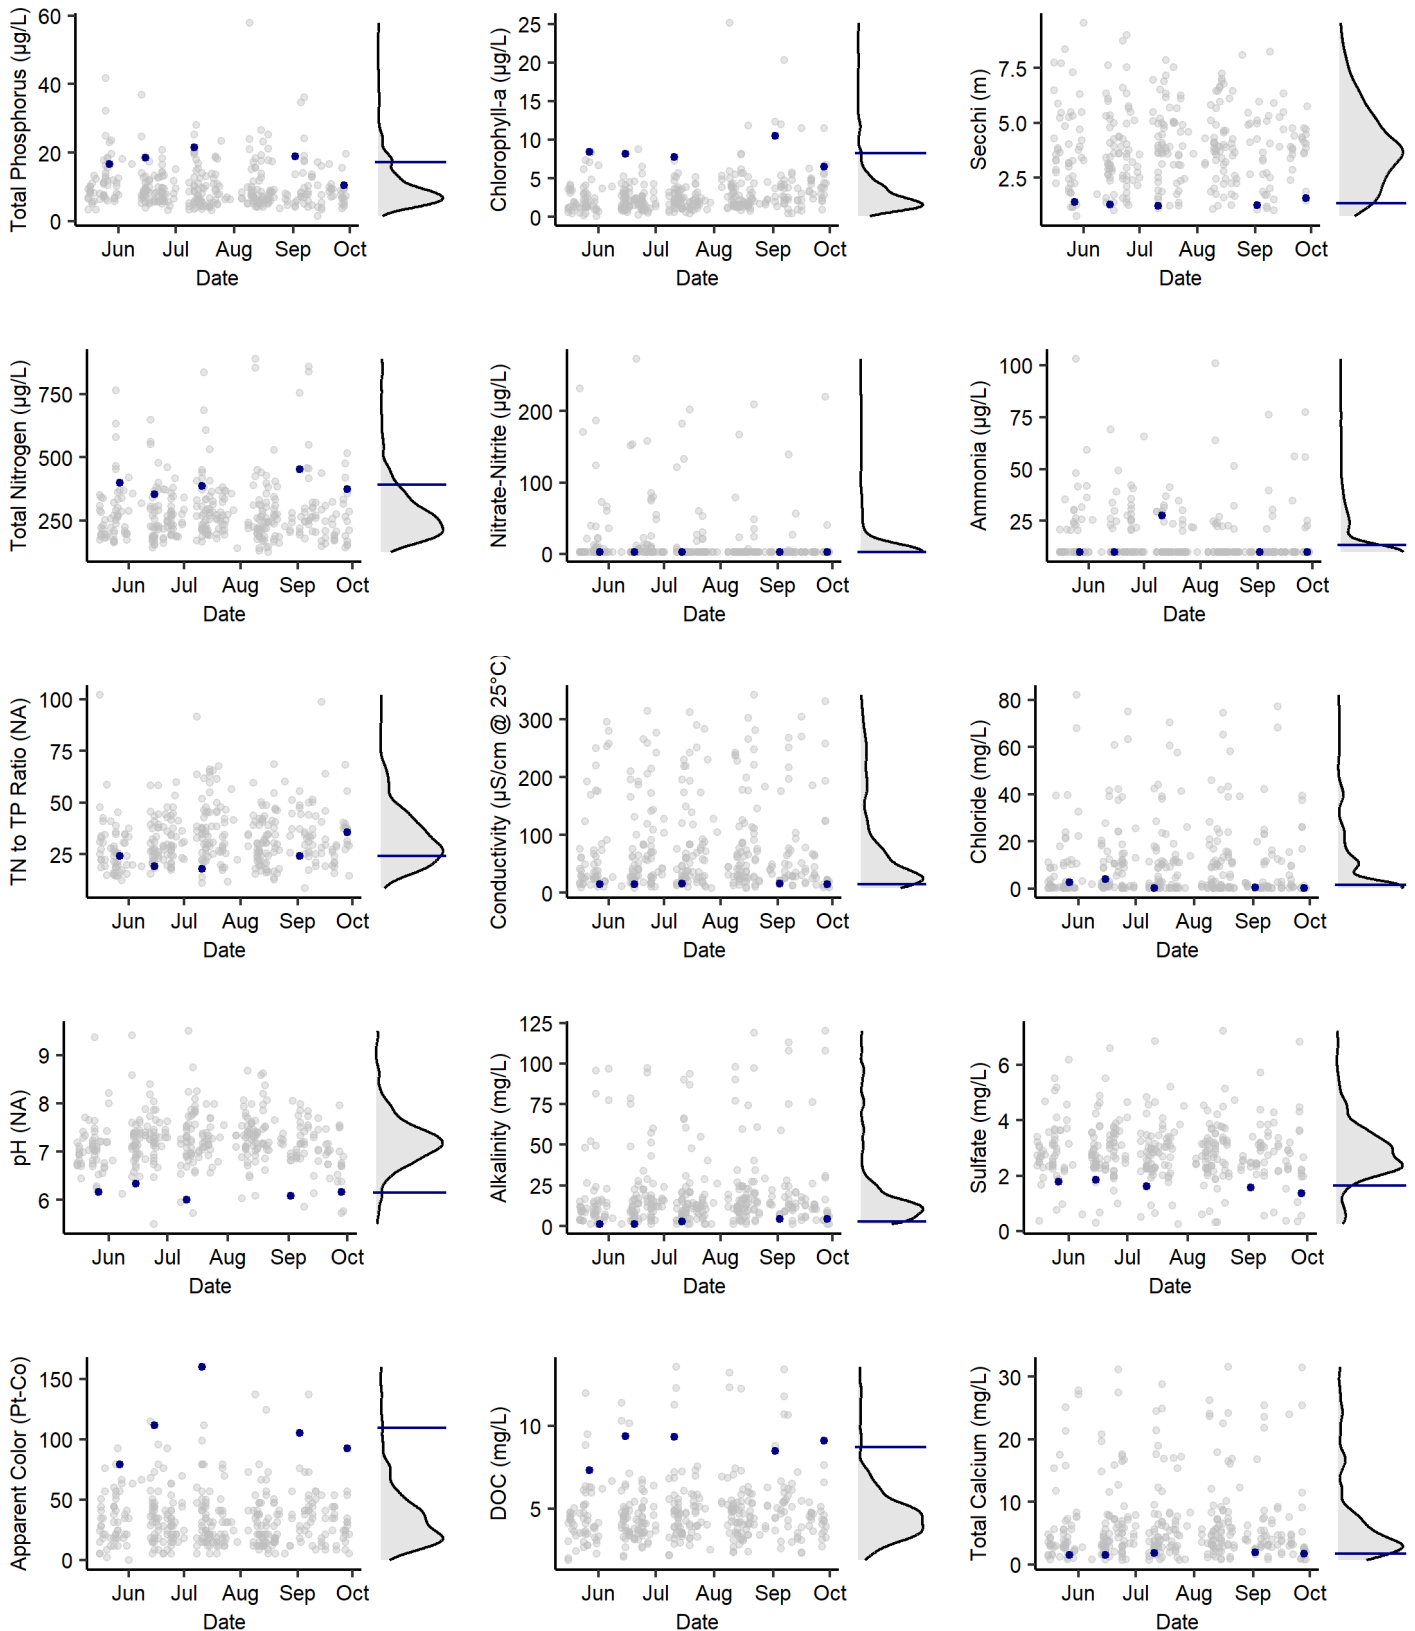 Total Phosphorus (µg/L)
60
40
20
0
Jun Jul Aug Sep Oct
Date
Chlorophyll-a (µg/L)
25
20
15
10
5
0
Jun Jul Aug Sep Oct
Date
Secchi (m)
7.5
5.0
2.5
Jun Jul Aug Sep Oct
Date
Total Nitrogen (µg/L)
750
500
250
Jun Jul Aug Sep Oct
Date
Nitrate-Nitrite (µg/L)
200
100
0
Jun Jul Aug Sep Oct
Date
Ammonia (µg/L)
100
75
50
25
Jun Jul Aug Sep Oct
Date
TN to TP Ratio (NA)
100
75
50
25
Jun Jul Aug Sep Oct
Date
Conductivity (µS/cm @ 25°C)
300
200
100
0
Jun Jul Aug Sep Oct
Date
Chloride (mg/L)
80
60
40
20
0
Jun Jul Aug Sep Oct
Date
pH (NA)
9
8
7
6
Jun Jul Aug Sep Oct
Date
Alkalinity (mg/L)
125
100
75
50
25
0
Jun Jul Aug Sep Oct
Date
Sulfate (mg/L)
6
4
2
0
Jun Jul Aug Sep Oct
Date
Apparent Color (Pt-Co)
150
100
50
0
Jun Jul Aug Sep Oct
Date
DOC (mg/L)
10
5
Jun Jul Aug Sep Oct
Date
Total Calcium (mg/L)
30
20
10
0
Jun Jul Aug Sep Oct
Date